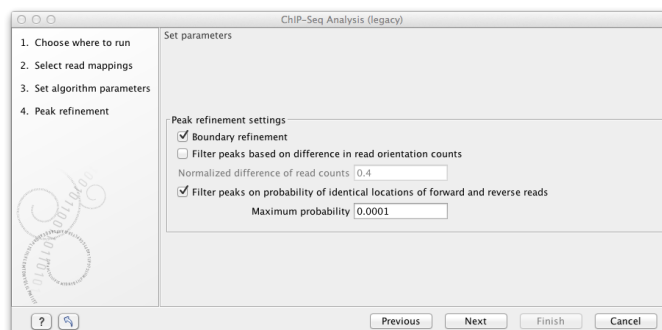 ChIP-Seq Analysis (legacy)
1. Choose where to run
2. Select read mappings
3. Set algorithm parameters
4. Peak refinement
Set parameters
Peak refinement settings
Boundary refinement
Filter peaks based on difference in read orientation counts
Normalized difference of read counts 0.4
Filter peaks on probability of identical locations of forward and reverse reads
Maximum probability 0.0001
? Previous Next Finish Cancel